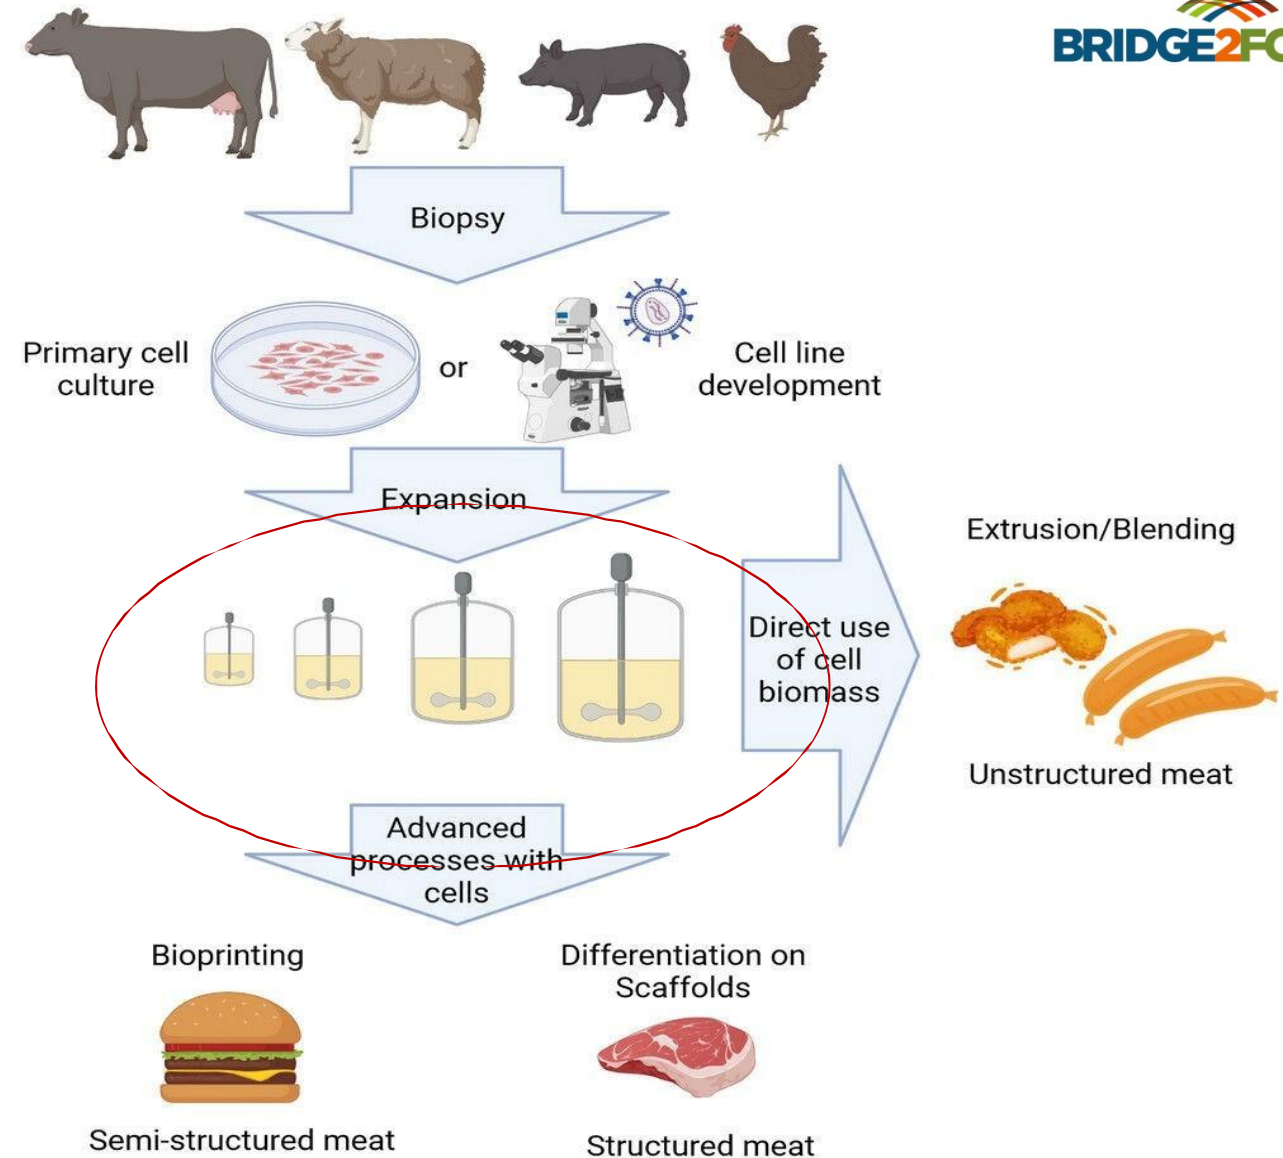 BRIDGE2FO
Biopsy
Primary cell
culture
or
Cell line
development
Expansion
Extrusion/Blending
Direct use
of cell
biomass
Unstructured meat
Advanced
processes with
cells
Bioprinting
Differentiation on
Scaffolds
Semi-structured meat
Structured meat